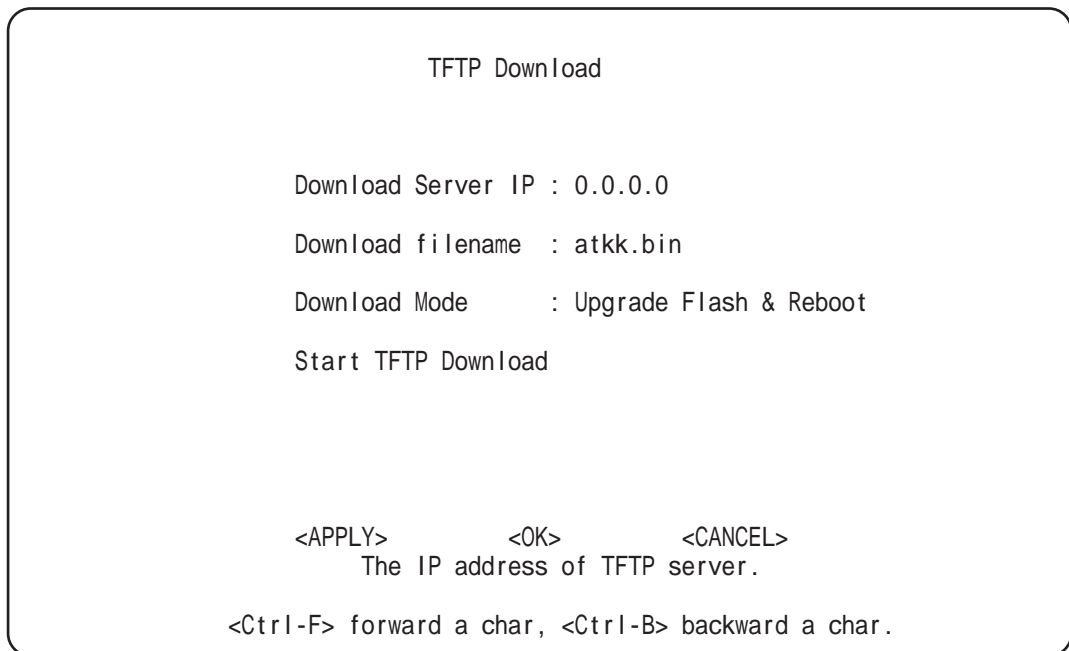 TFTP Download
Download Server IP : 0.0.0.0
Download filename : atkk.bin
Download Mode : Upgrade Flash & Reboot
Start TFTP Download
<APPLY> <OK> <CANCEL>
The IP address of TFTP server.
<Ctrl-F> forward a char, <Ctrl-B> backward a char.